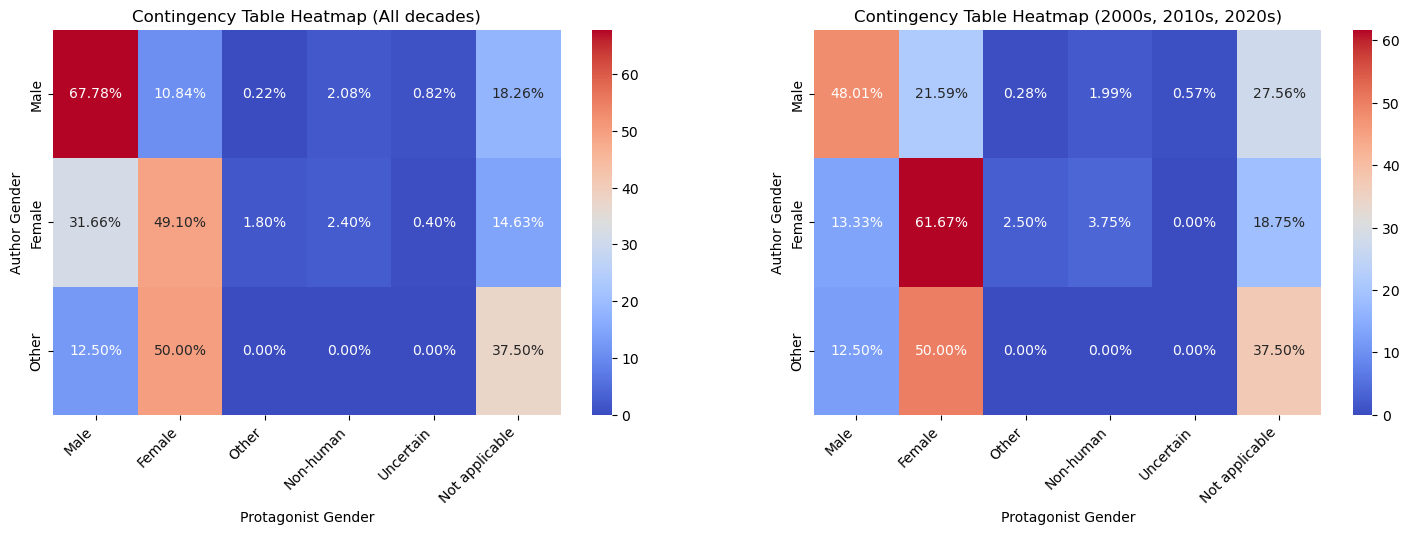 Contingency Table Heatmap (All decades)
Male 67.78% 10.84% 0.22% 2.08% 0.82% 18.26%
Female 31.66% 49.10% 1.80% 2.40% 0.40% 14.63%
Other 12.50% 50.00% 0.00% 0.00% 0.00% 37.50%
Author Gender
Male Female Other Non-human Uncertain Not applicable
Protagonist Gender
60
50
40
30
20
10
0
Contingency Table Heatmap (2000s, 2010s, 2020s)
Male 48.01% 21.59% 0.28% 1.99% 0.57% 27.56%
Female 13.33% 61.67% 2.50% 3.75% 0.00% 18.75%
Other 12.50% 50.00% 0.00% 0.00% 0.00% 37.50%
Author Gender
Male Female Other Non-human Uncertain Not applicable
Protagonist Gender
60
50
40
30
20
10
0